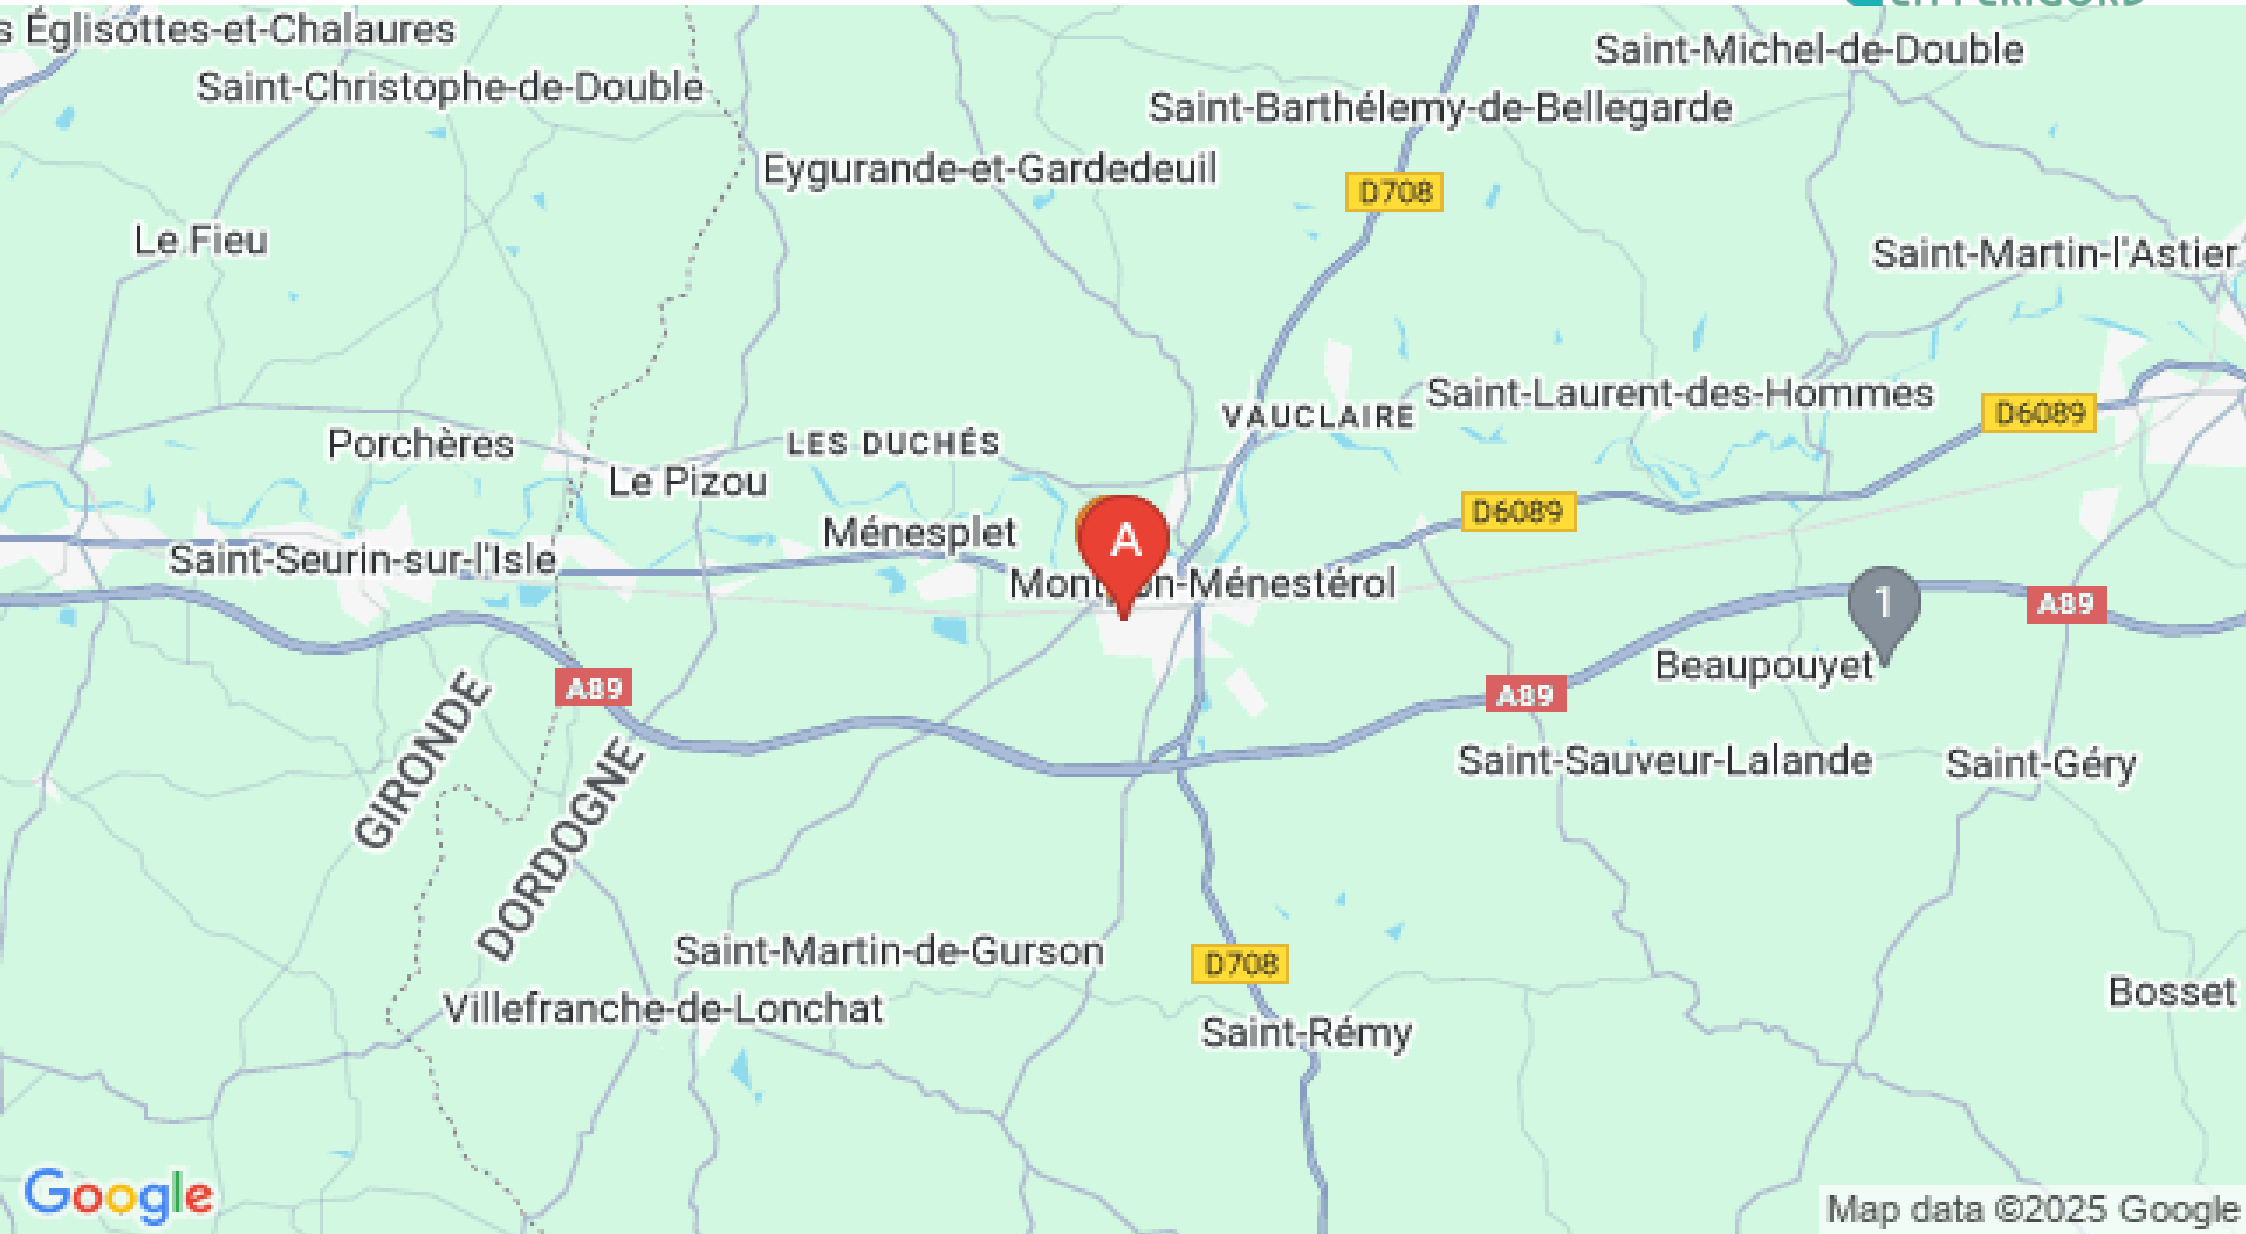 EN PÉRIGORD
s Églisottes-et-Chalaures
Saint-Michel-de-Double
Saint-Christophe-de-Double
Saint-Barthélemy-de-Bellegarde
Eygurande-et-Gardedeuil
D708
Le Fieu
Saint-Martin-l'Astier
Saint-Laurent-des-Hommes
D6089
VAUCLAIRE
Porchères
LES DUCHÉS
Le Pizou
D6089
Ménesplet
A
Saint-Seurin-sur-l'Isle
Montpon-Ménestérol
1
A89
Beaupouyet
A89
A89
GIRONDE
DORDOGNE
Saint-Sauveur-Lalande
Saint-Géry
Saint-Martin-de-Gurson
D708
Bosset
Villefranche-de-Lonchat
Saint-Rémy
Google
Map data ©2025 Google